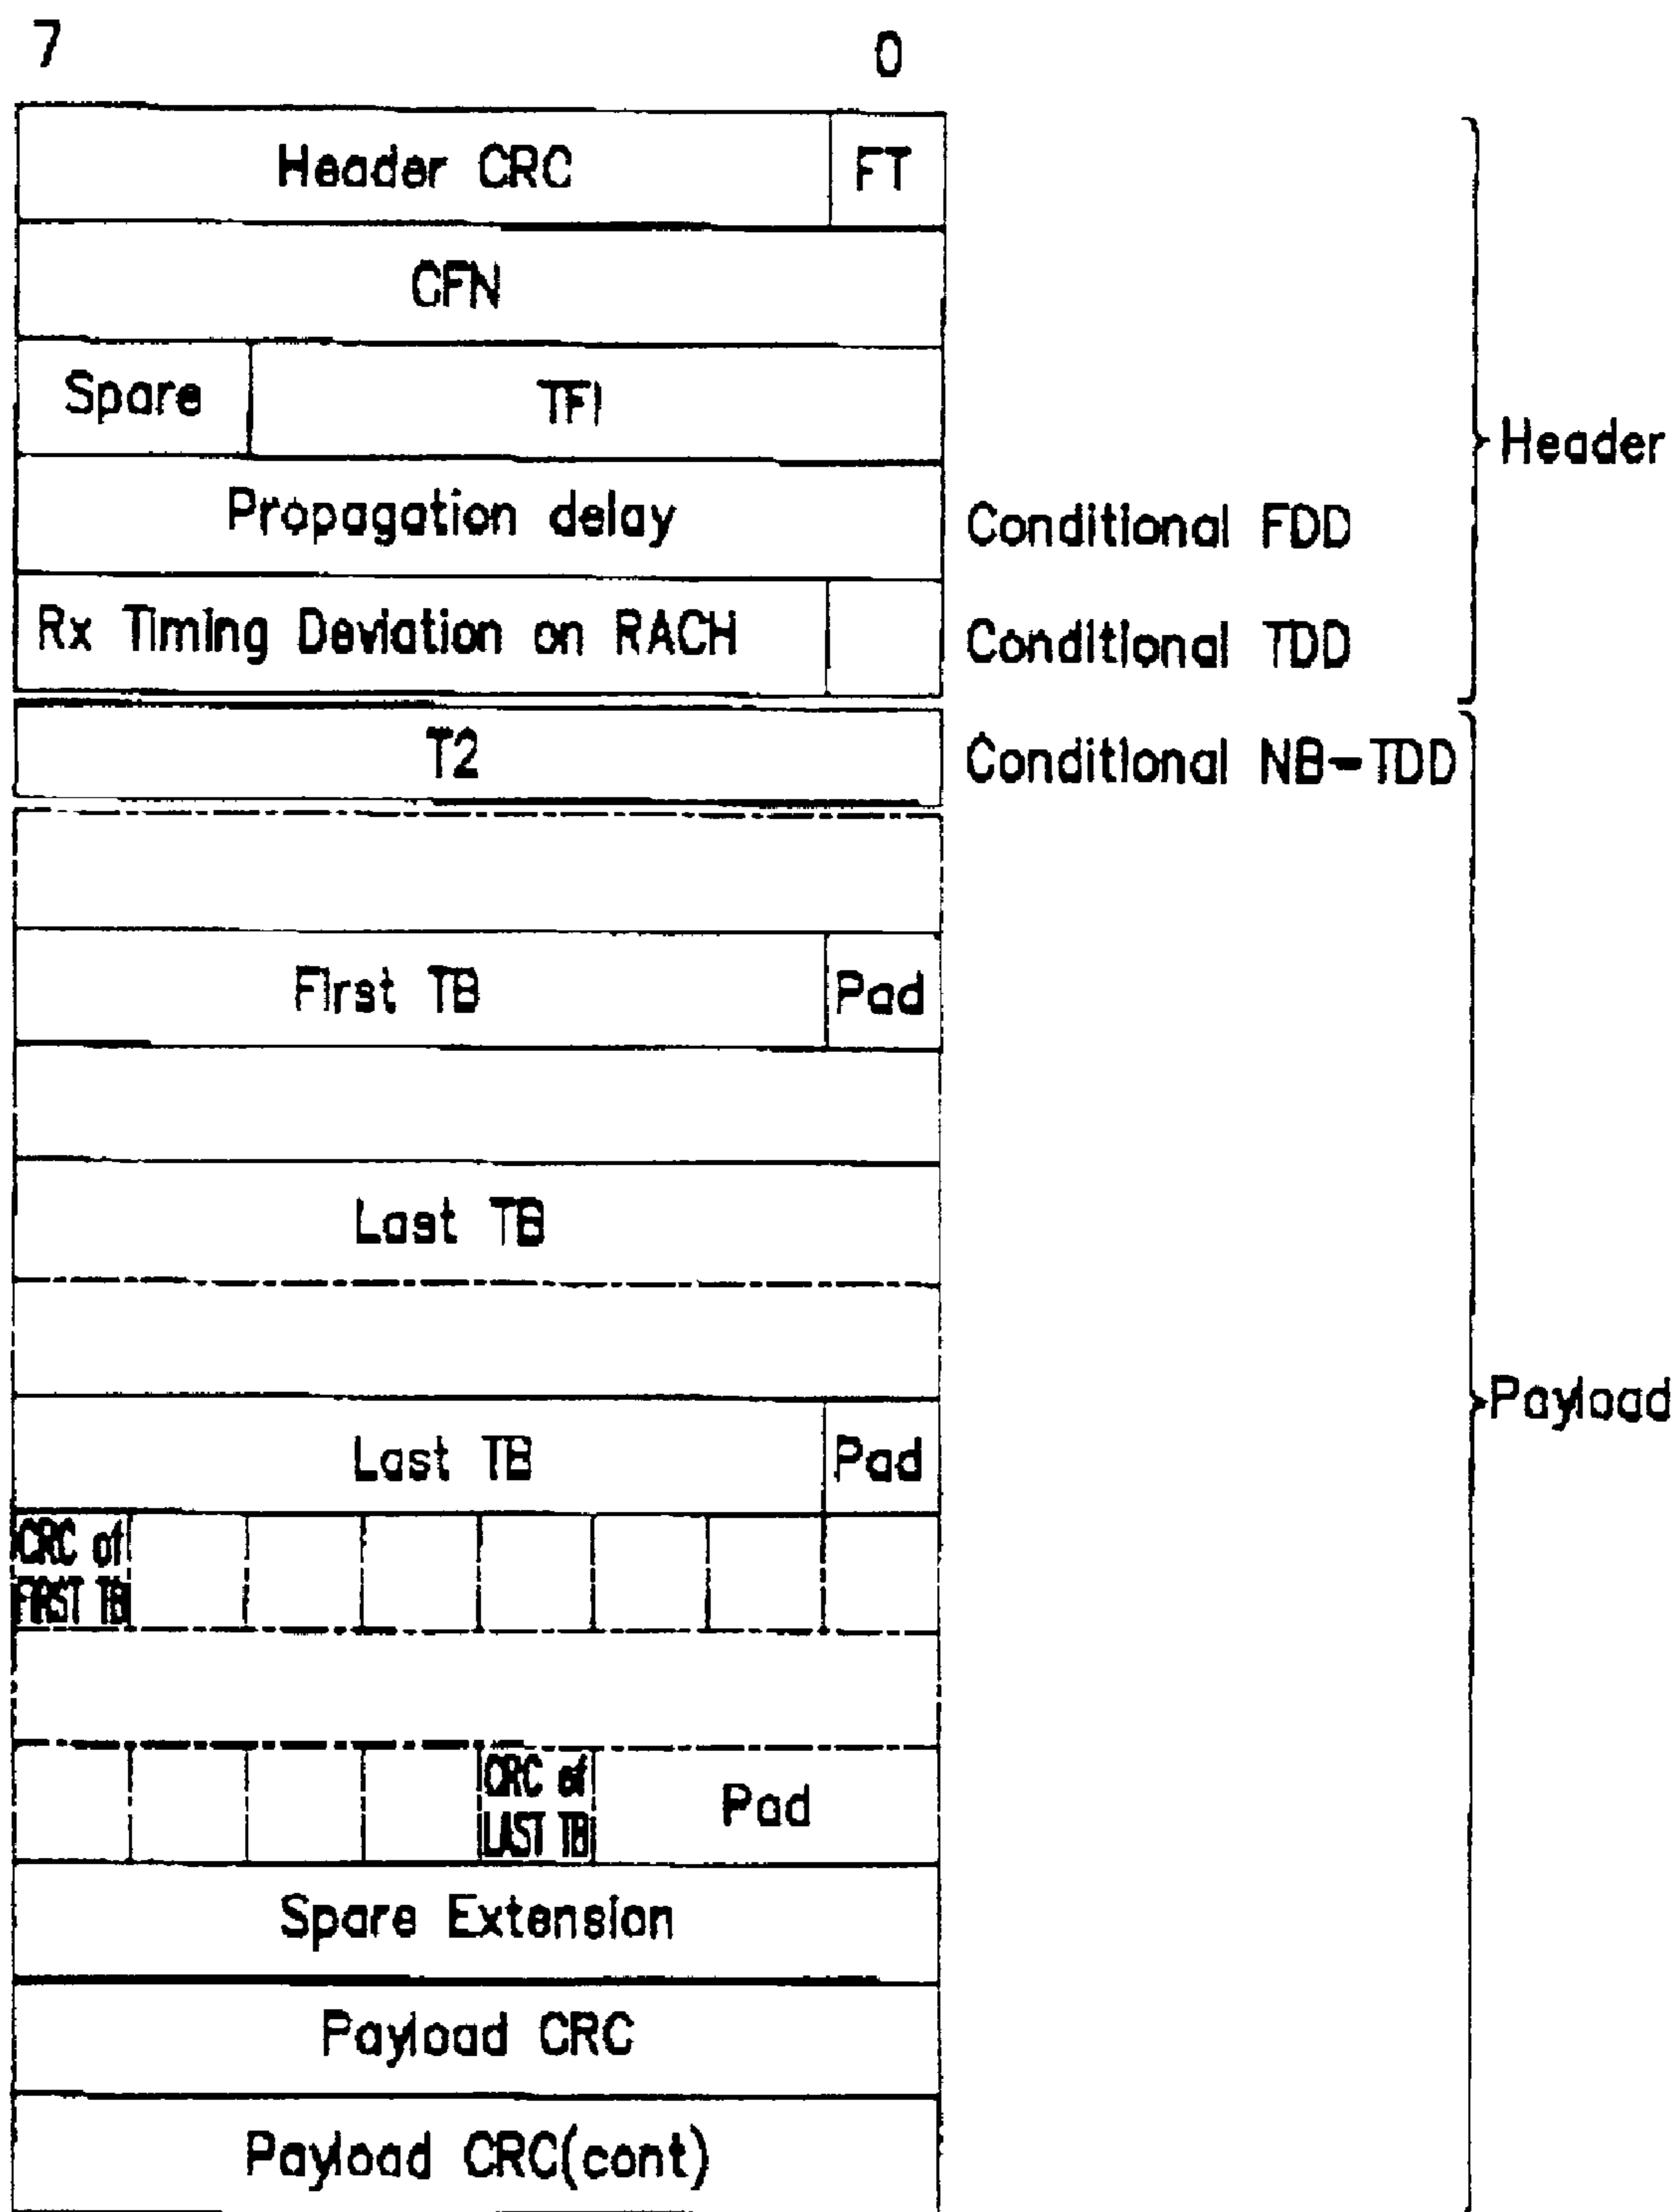 7 0
Header CRC FT
CFN
Spare TFI
Header
Propagation delay Conditional FDD
Rx Timing Deviation on RACH Conditional TDD
T2 Conditional NB-TDD
First TB Pad
Last TB
Payload
Last TB Pad
CRC of
FIRST TB
CRC of
LAST TB
Pad
Spare Extension
Payload CRC
Payload CRC(cont)